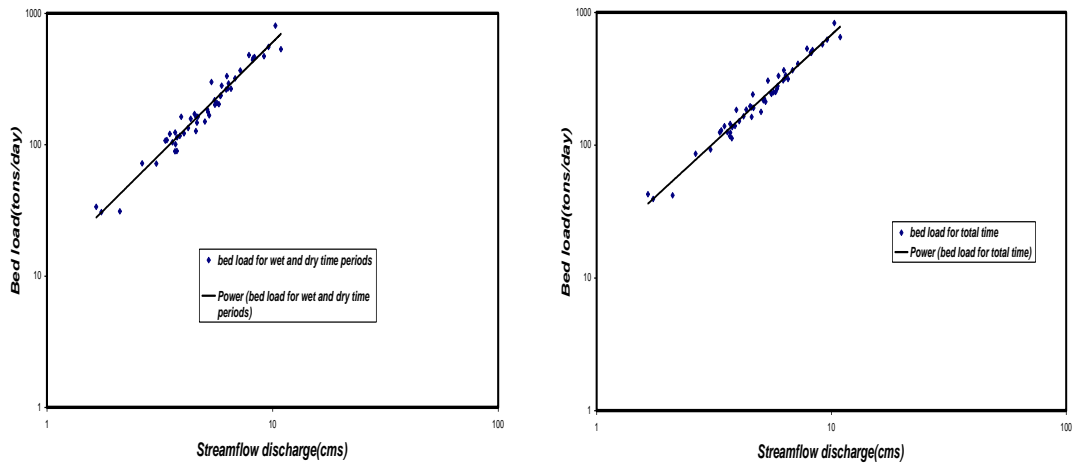 1000
100
10
1
1
10
100
Bed load(tons/day)
Streamflow discharge(cms)
bed load for wet and dry time periods
Power (bed load for wet and dry time
periods)
1000
100
10
1
1
10
100
Bed load(tons/day)
Streamflow discharge(cms)
bed load for total time
Power (bed load for total time)